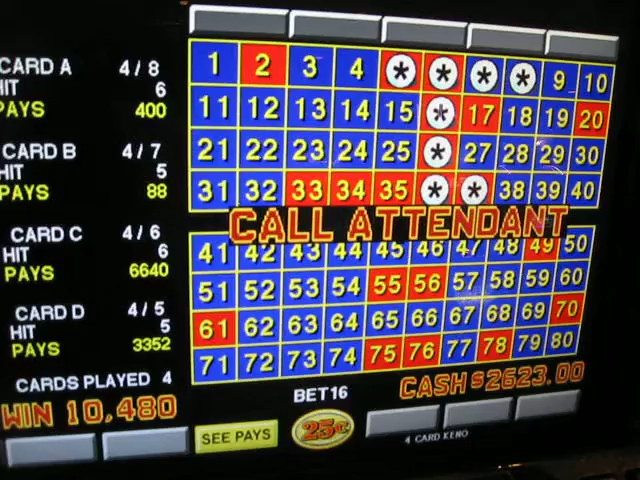 CARD A 4/8
HIT 6
PAYS 400
CARD B 4/7
HIT 5
PAYS 88
CARD C 4/6
HIT 6
PAYS 6640
CARD D 4/5
HIT 5
PAYS 3352
CARDS PLAYED 4
WIN 10,480
1 2 3 4 * * * * 9 10
11 12 13 14 15 * 17 18 19 20
21 22 23 24 25 * 27 28 29 30
31 32 33 34 35 * * 38 39 40
CALL ATTENDANT
41 42 43 44 45 46 47 48 49 50
51 52 53 54 55 56 57 58 59 60
61 62 63 64 65 66 67 68 69 70
71 72 73 74 75 76 77 78 79 80
BET16
CASH $2623.00
SEE PAYS
25¢
4 CARD KENO